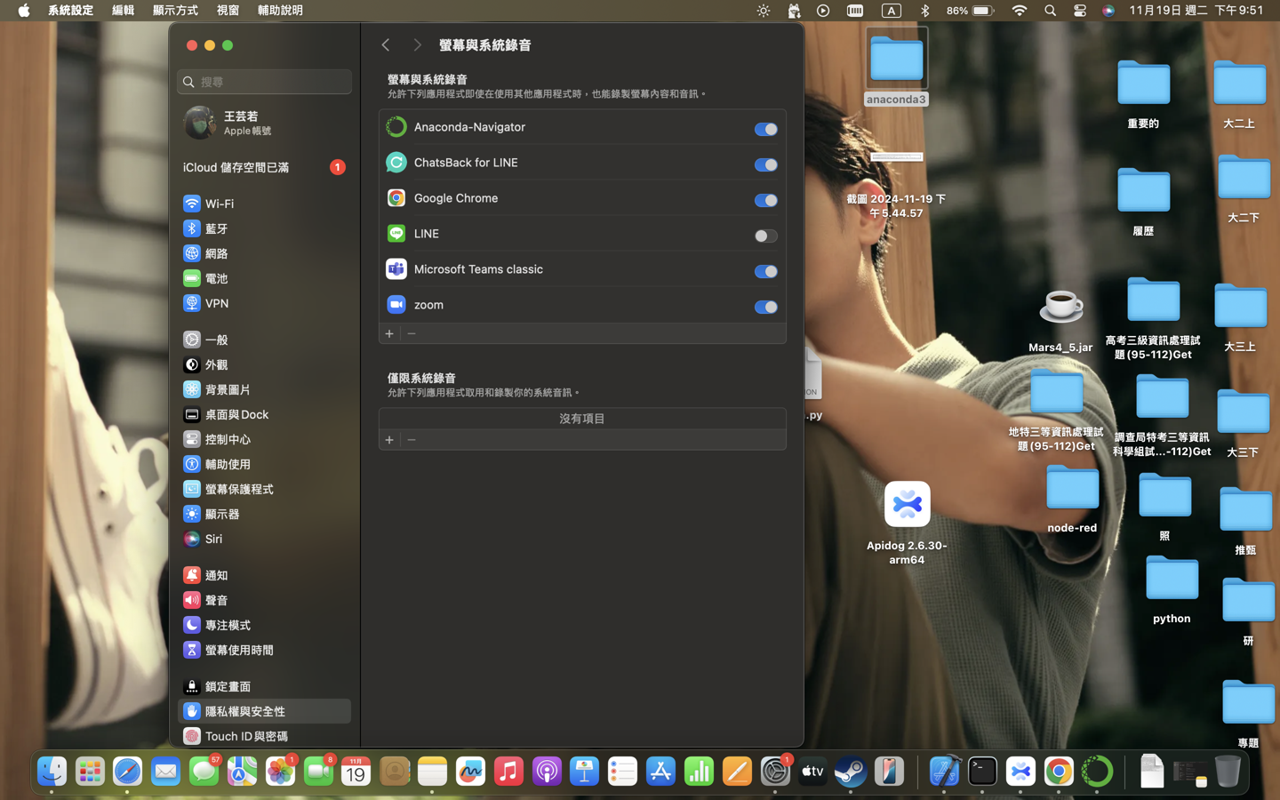 系統設定 編輯 顯示方式 視窗 輔助說明
A 86% 11月19日 週二 下午9:51
搜尋
王芸若
Apple帳號
iCloud 儲存空間已滿 1
Wi-Fi
藍牙
網路
電池
VPN
一般
外觀
背景圖片
桌面與Dock
控制中心
輔助使用
螢幕保護程式
顯示器
Siri
通知
聲音
專注模式
螢幕使用時間
鎖定畫面
隱私權與安全性
Touch ID與密碼
螢幕與系統錄音
螢幕與系統錄音
允許下列應用程式即使在使用其他應用程式時，也能錄製螢幕內容和音訊。
Anaconda-Navigator
ChatsBack for LINE
Google Chrome
LINE
Microsoft Teams classic
zoom
+ −
僅限系統錄音
允許下列應用程式取用和錄製你的系統音訊。
沒有項目
+ −
anaconda3
截圖 2024-11-19 下
午5.44.57
.py
Apidog 2.6.30-
arm64
Mars4_5.jar
地特三等資訊處理試
題(95-112)Get
node-red
重要的
履歷
高考三級資訊處理試
題(95-112)Get
調查局特考三等資訊
科學組試...-112)Get
照
python
大二上
大二下
大三上
大三下
推甄
研
專題
57
1
8
11月
19
1
tv